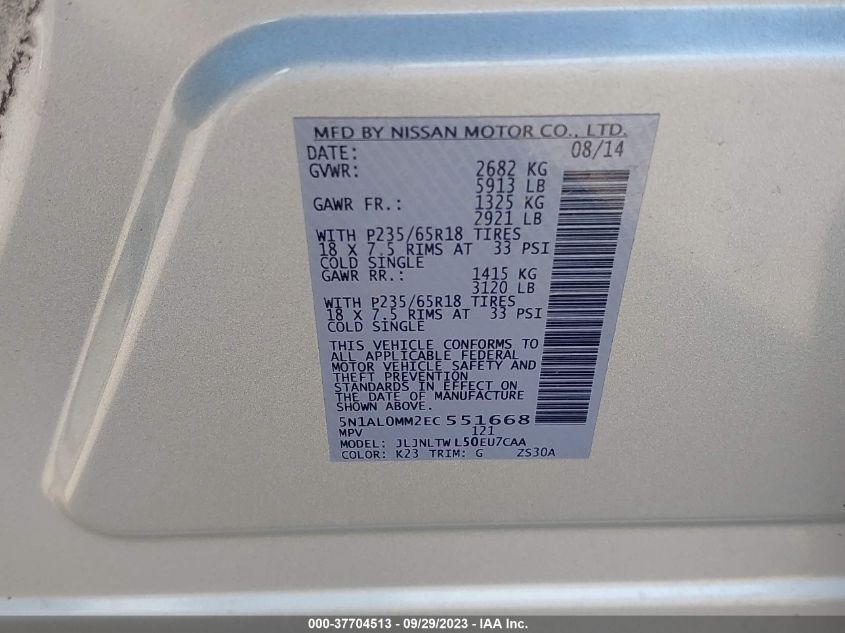 MFD BY NISSAN MOTOR CO., LTD.
DATE: 08/14
GVWR: 2682 KG
5913 LB
GAWR FR.: 1325 KG
2921 LB
WITH P235/65R18 TIRES
18 X 7.5 RIMS AT 33 PSI
COLD SINGLE
GAWR RR.: 1415 KG
3120 LB
WITH P235/65R18 TIRES
18 X 7.5 RIMS AT 33 PSI
COLD SINGLE
THIS VEHICLE CONFORMS TO
ALL APPLICABLE FEDERAL
MOTOR VEHICLE SAFETY AND
THEFT PREVENTION
STANDARDS IN EFFECT ON
THE DATE OF MANUFACTURE
SHOWN ABOVE.
5N1AL0MM2EC 551668
MPV 121
MODEL: JLJNLTW L50EU7CAA
COLOR: K23 TRIM: G ZS30A
000-37704513 - 09/29/2023 - IAA Inc.